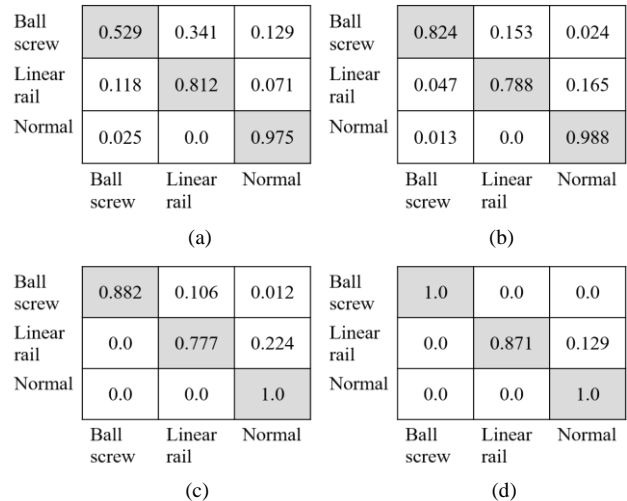 Ball screw 0.529 0.341 0.129
Linear rail 0.118 0.812 0.071
Normal 0.025 0.0 0.975
Ball screw Linear rail Normal
(a)
Ball screw 0.824 0.153 0.024
Linear rail 0.047 0.788 0.165
Normal 0.013 0.0 0.988
Ball screw Linear rail Normal
(b)
Ball screw 0.882 0.106 0.012
Linear rail 0.0 0.777 0.224
Normal 0.0 0.0 1.0
Ball screw Linear rail Normal
(c)
Ball screw 1.0 0.0 0.0
Linear rail 0.0 0.871 0.129
Normal 0.0 0.0 1.0
Ball screw Linear rail Normal
(d)